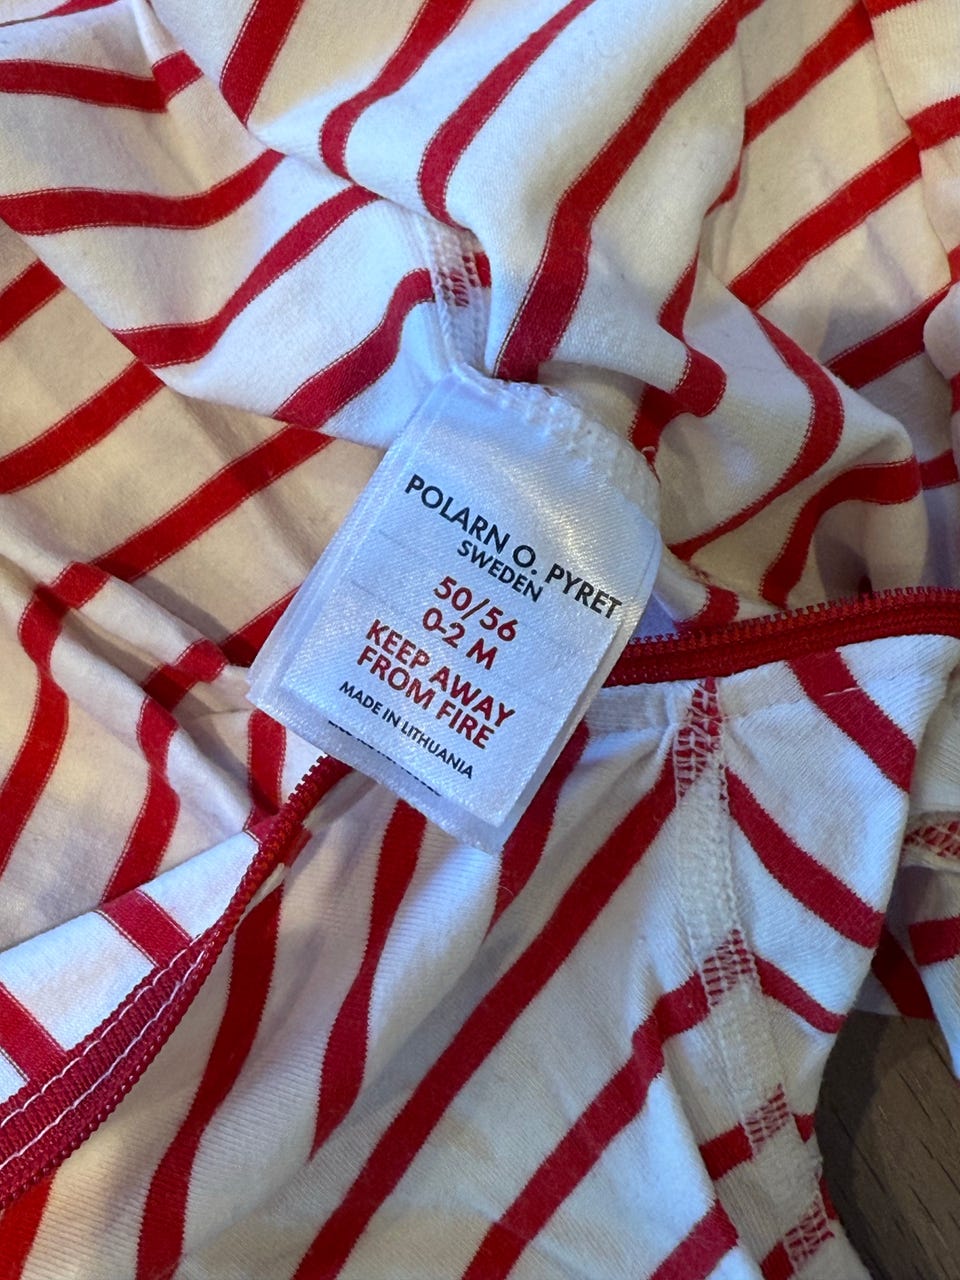 POLARN O. PYRET
SWEDEN
50/56
0-2 M
KEEP AWAY
FROM FIRE
MADE IN LITHUANIA